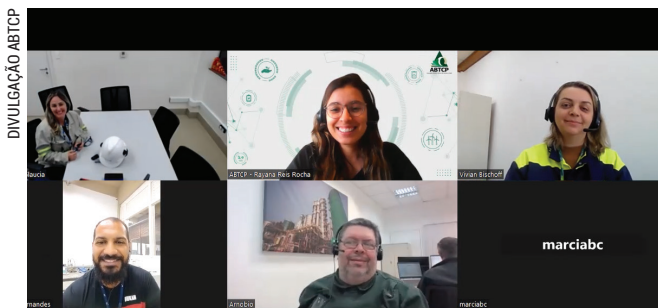 DIVULGAÇÃO ABTCP
ABTCP
laucia
ABTCP - Rayana Reis Rocha
Vivian Bischoff
marciabc
rnandes
Arnobio
marciabc